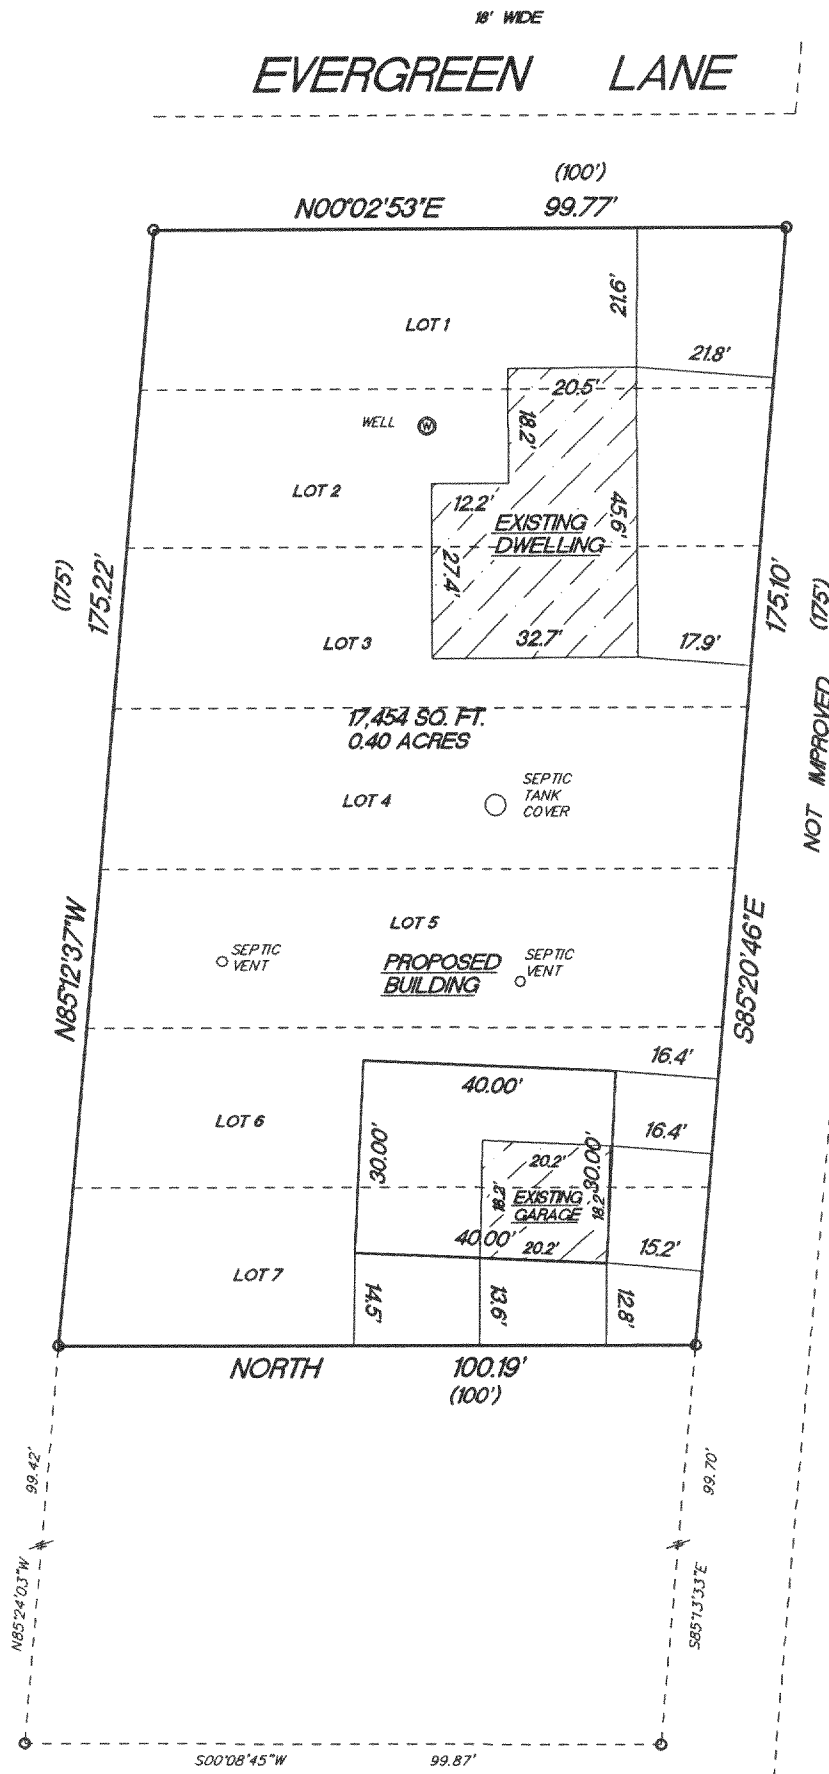 18' WIDE
EVERGREEN LANE
(100')
N00°02'53"E 99.77'
21.6'
LOT 1
21.8'
20.5'
WELL W
18.2'
LOT 2
12.2'
45.6'
EXISTING
DWELLING
27.4'
(175')
175.22'
175.10'
(175')
LOT 3
32.7'
17.9'
17,454 SQ. FT.
0.40 ACRES
NOT IMPROVED
LOT 4
SEPTIC
TANK
COVER
N85°12'37"W
LOT 5
S85°20'46"E
SEPTIC
VENT
PROPOSED
BUILDING
SEPTIC
VENT
16.4'
40.00'
LOT 6
30.00'
16.4'
20.2'
30.00'
18.2'
EXISTING
GARAGE
18.2'
40.00'
20.2'
15.2'
LOT 7
14.5'
13.6'
12.8'
NORTH 100.19'
(100')
99.42'
99.70'
N85°24'03"W
S85°13'33"E
S00°08'45"W 99.87'